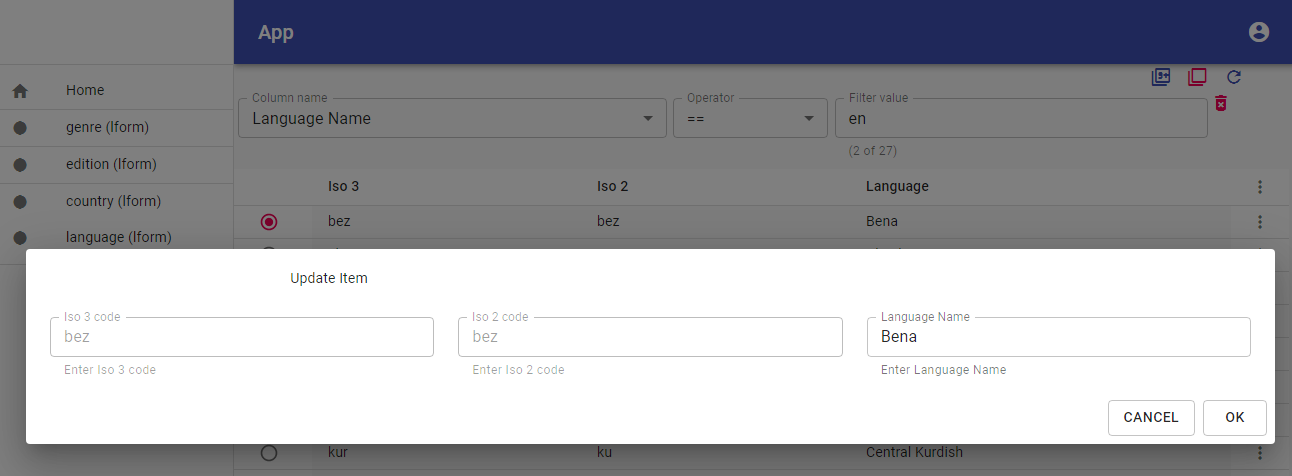 App
Home
genre (lform)
edition (lform)
country (lform)
language (lform)
9+
Column name
Language Name
Operator
==
Filter value
en
(2 of 27)
Iso 3 Iso 2 Language
bez bez Bena
Update Item
Iso 3 code
bez
Enter Iso 3 code
Iso 2 code
bez
Enter Iso 2 code
Language Name
Bena
Enter Language Name
CANCEL OK
kur ku Central Kurdish